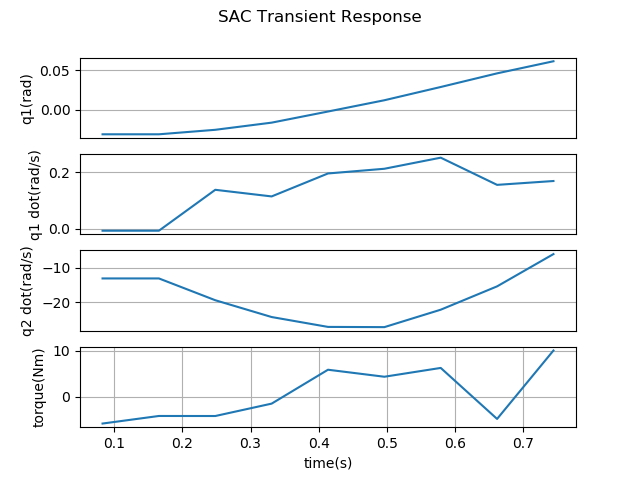 SAC Transient Response
0.05
0.00
q1(rad)
0.2
0.0
q1 dot(rad/s)
−10
−20
q2 dot(rad/s)
10
0
torque(Nm)
0.1 0.2 0.3 0.4 0.5 0.6 0.7
time(s)